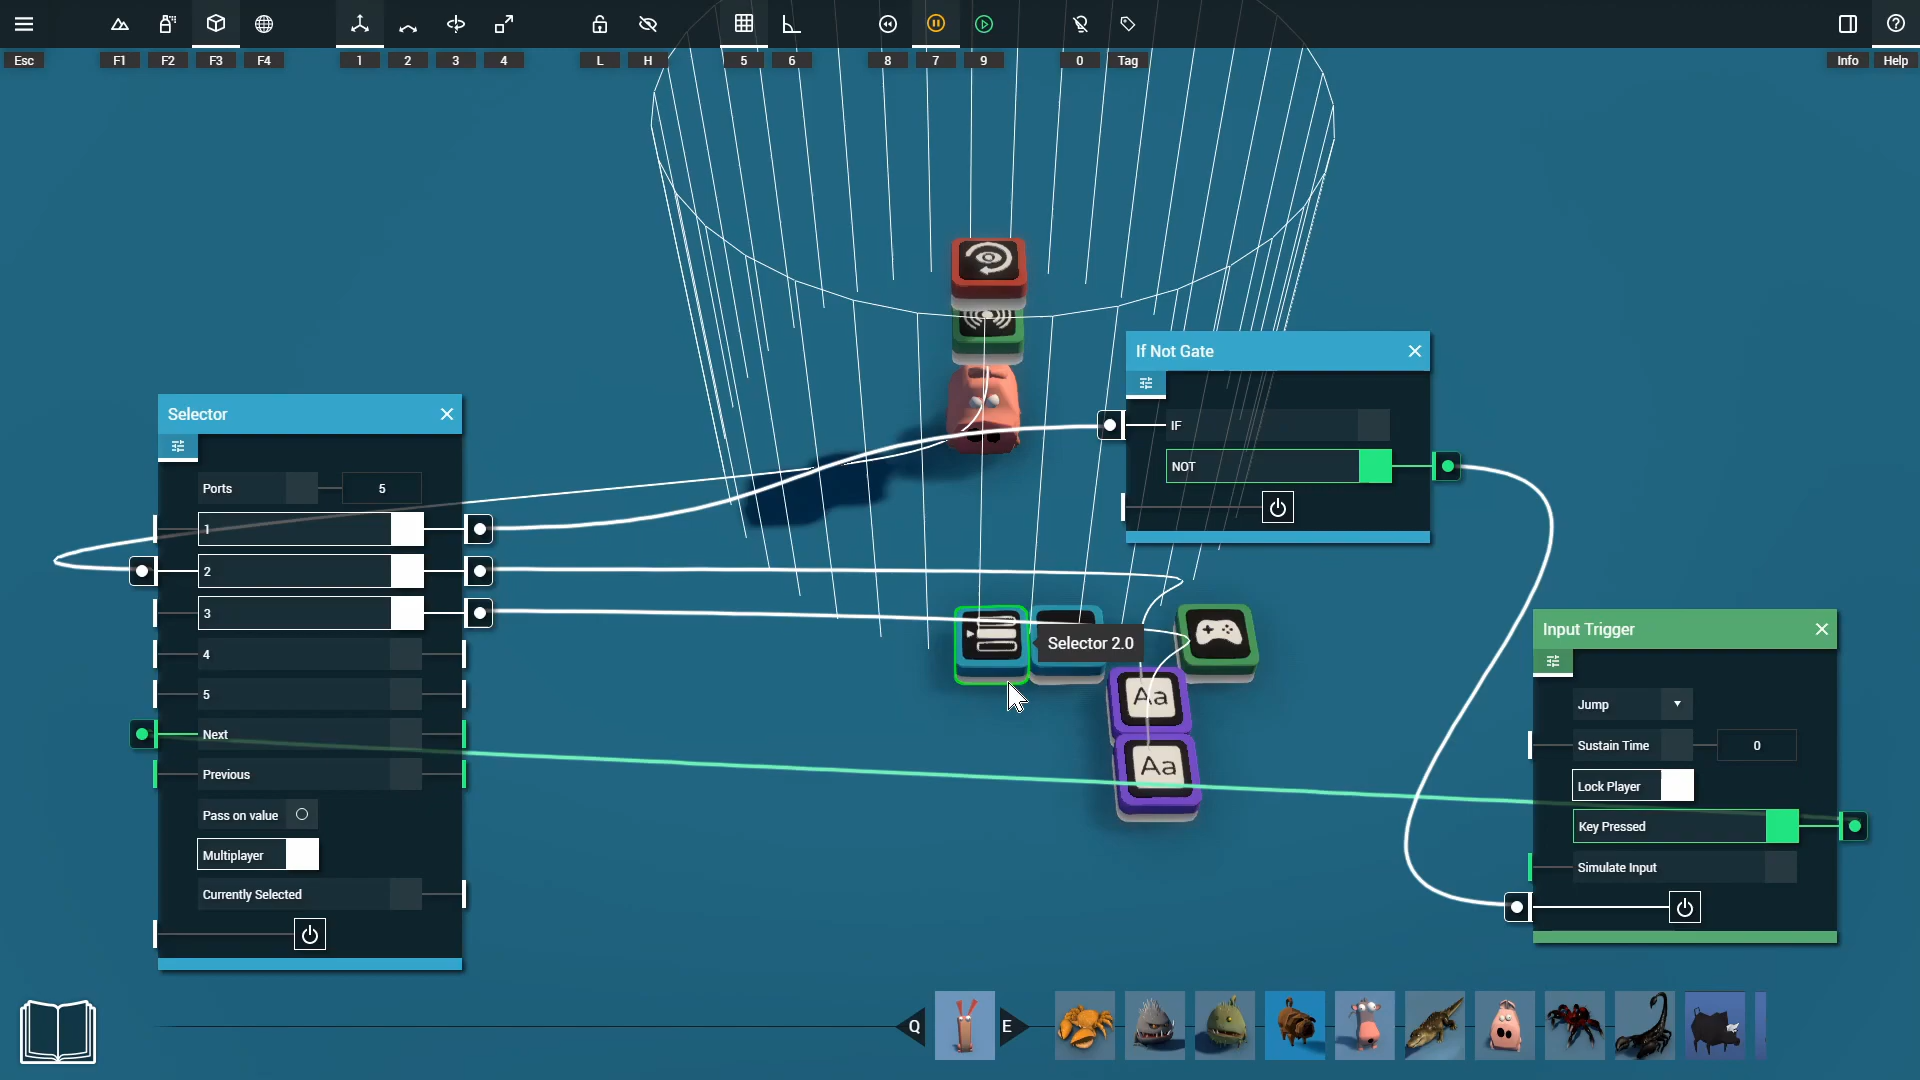 Esc F1 F2 F3 F4 1 2 3 4 L H 5 6 8 7 9 0 Tag Info Help
If Not Gate
IF
NOT
Selector
Ports 5
1
2
3
4
5
Next
Previous
Pass on value
Multiplayer
Currently Selected
Selector 2.0
Aa
Aa
Input Trigger
Jump
Sustain Time 0
Lock Player
Key Pressed
Simulate Input
Q E